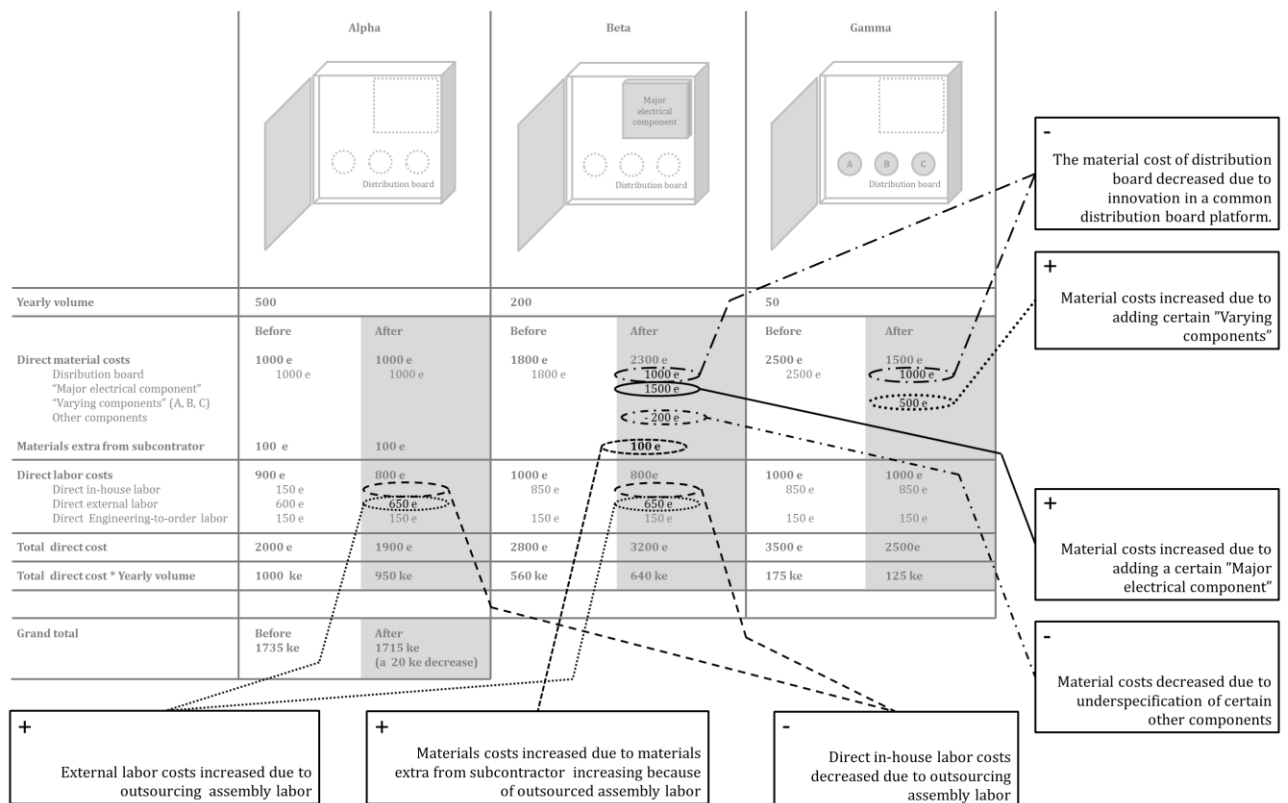 Alpha Beta Gamma
Major
electrical
component
A B C
Distribution board Distribution board Distribution board
-
The material cost of distribution
board decreased due to
innovation in a common
distribution board platform.
+
Material costs increased due to
adding certain ”Varying
components”
Yearly volume 500 200 50
Before After Before After Before After
Direct material costs 1000 e 1000 e 1800 e 2300 e 2500 e 1500 e
Disribution board 1000 e 1000 e 1800 e 1000 e 2500 e 1000 e
“Major electrical component” 1500 e
“Varying components” (A, B, C) 500 e
Other components - 200 e
Materials extra from subcontrator 100 e 100 e 100 e
Direct labor costs 900 e 800 e 1000 e 800e 1000 e 1000 e
Direct in-house labor 150 e 850 e 850 e 850 e
Direct external labor 600 e 650 e 650 e
Direct Engineering-to-order labor 150 e 150 e 150 e 150 e 150 e 150 e
Total direct cost 2000 e 1900 e 2800 e 3200 e 3500 e 2500e
Total direct cost * Yearly volume 1000 ke 950 ke 560 ke 640 ke 175 ke 125 ke
+
Material costs increased due to
adding a certain ”Major
electrical component”
Grand total Before After
1735 ke 1715 ke
(a 20 ke decrease)
-
Material costs decreased due to
underspecification of certain
other components
+
External labor costs increased due to
outsourcing assembly labor
+
Materials costs increased due to materials
extra from subcontractor increasing because
of outsourced assembly labor
-
Direct in-house labor costs
decreased due to outsourcing
assembly labor